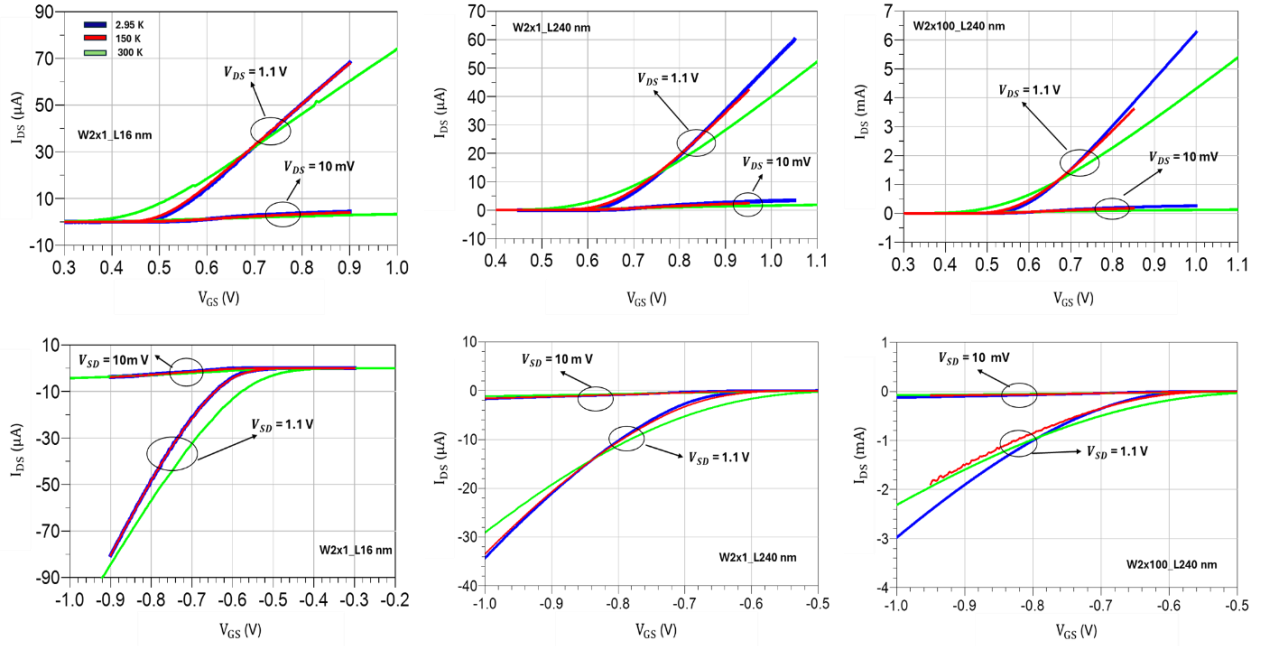 90
70
50
30
10
-10
I_DS (μA)
2.95 K
150 K
300 K
V_DS = 1.1 V
W2x1_L16 nm
V_DS = 10 mV
0.3 0.4 0.5 0.6 0.7 0.8 0.9 1.0
V_GS (V)
70
60
50
40
30
20
10
0
-10
I_DS (μA)
W2x1_L240 nm
V_DS = 1.1 V
V_DS = 10 mV
0.4 0.5 0.6 0.7 0.8 0.9 1.0 1.1
V_GS (V)
7
6
5
4
3
2
1
0
-1
I_DS (mA)
W2x100_L240 nm
V_DS = 1.1 V
V_DS = 10 mV
0.3 0.4 0.5 0.6 0.7 0.8 0.9 1.0 1.1
V_GS (V)
10
-10
-30
-50
-70
-90
I_DS (μA)
V_SD = 10m V
V_SD = 1.1 V
W2x1_L16 nm
-1.0 -0.9 -0.8 -0.7 -0.6 -0.5 -0.4 -0.3 -0.2
V_GS (V)
10
0
-10
-20
-30
-40
I_DS (μA)
V_SD = 10 mV
V_SD = 1.1 V
W2x1_L240 nm
-1.0 -0.9 -0.8 -0.7 -0.6 -0.5
V_GS (V)
1
0
-1
-2
-3
-4
I_DS (mA)
V_SD = 10 mV
V_SD = 1.1 V
W2x100_L240 nm
-1.0 -0.9 -0.8 -0.7 -0.6 -0.5
V_GS (V)